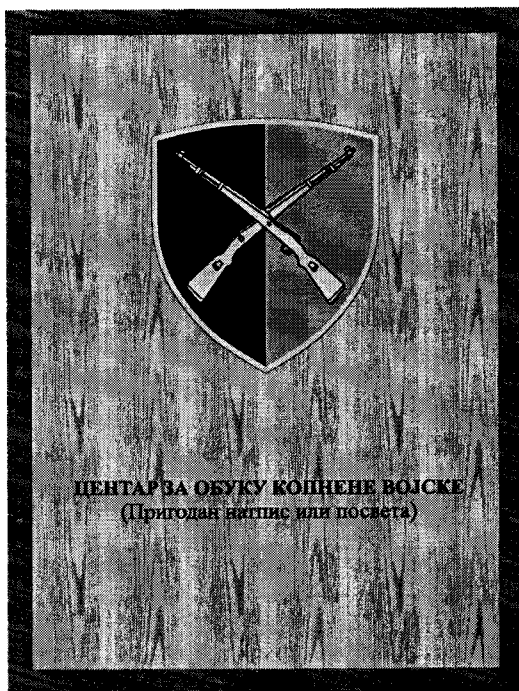 ЦЕНТАР ЗА ОБУКУ КОПНЕНЕ ВОЈСКЕ
(Пригодан натпис или посвета)